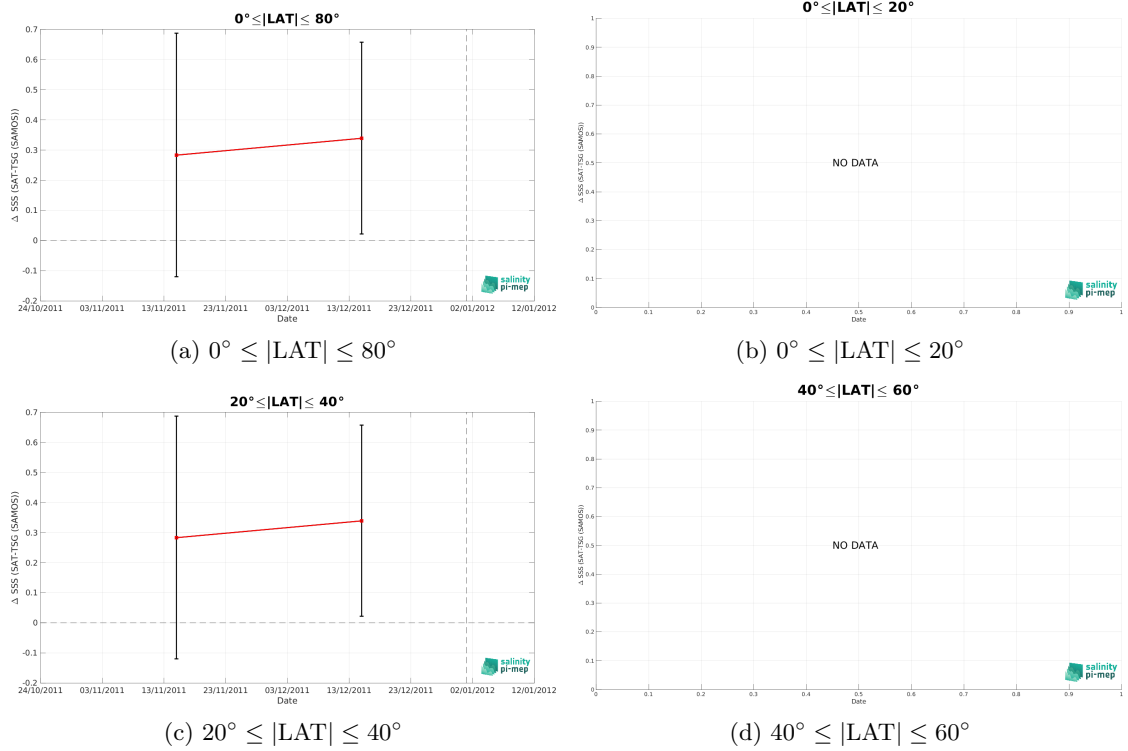 0°≤|LAT|≤ 80°
0.7
0.6
0.5
0.4
0.3
0.2
0.1
0
-0.1
-0.2
Δ SSS (SAT-TSG (SAMOS))
24/10/2011 03/11/2011 13/11/2011 23/11/2011 03/12/2011 13/12/2011 23/12/2011 02/01/2012 12/01/2012
Date
salinity
pi-mep
(a) 0° ≤ |LAT| ≤ 80°
0°≤|LAT|≤ 20°
1
0.9
0.8
0.7
0.6
0.5
0.4
0.3
0.2
0.1
0
Δ SSS (SAT-TSG (SAMOS))
NO DATA
0 0.1 0.2 0.3 0.4 0.5 0.6 0.7 0.8 0.9 1
Date
salinity
pi-mep
(b) 0° ≤ |LAT| ≤ 20°
20°≤|LAT|≤ 40°
0.7
0.6
0.5
0.4
0.3
0.2
0.1
0
-0.1
-0.2
Δ SSS (SAT-TSG (SAMOS))
24/10/2011 03/11/2011 13/11/2011 23/11/2011 03/12/2011 13/12/2011 23/12/2011 02/01/2012 12/01/2012
Date
salinity
pi-mep
(c) 20° ≤ |LAT| ≤ 40°
40°≤|LAT|≤ 60°
1
0.9
0.8
0.7
0.6
0.5
0.4
0.3
0.2
0.1
0
Δ SSS (SAT-TSG (SAMOS))
NO DATA
0 0.1 0.2 0.3 0.4 0.5 0.6 0.7 0.8 0.9 1
Date
salinity
pi-mep
(d) 40° ≤ |LAT| ≤ 60°